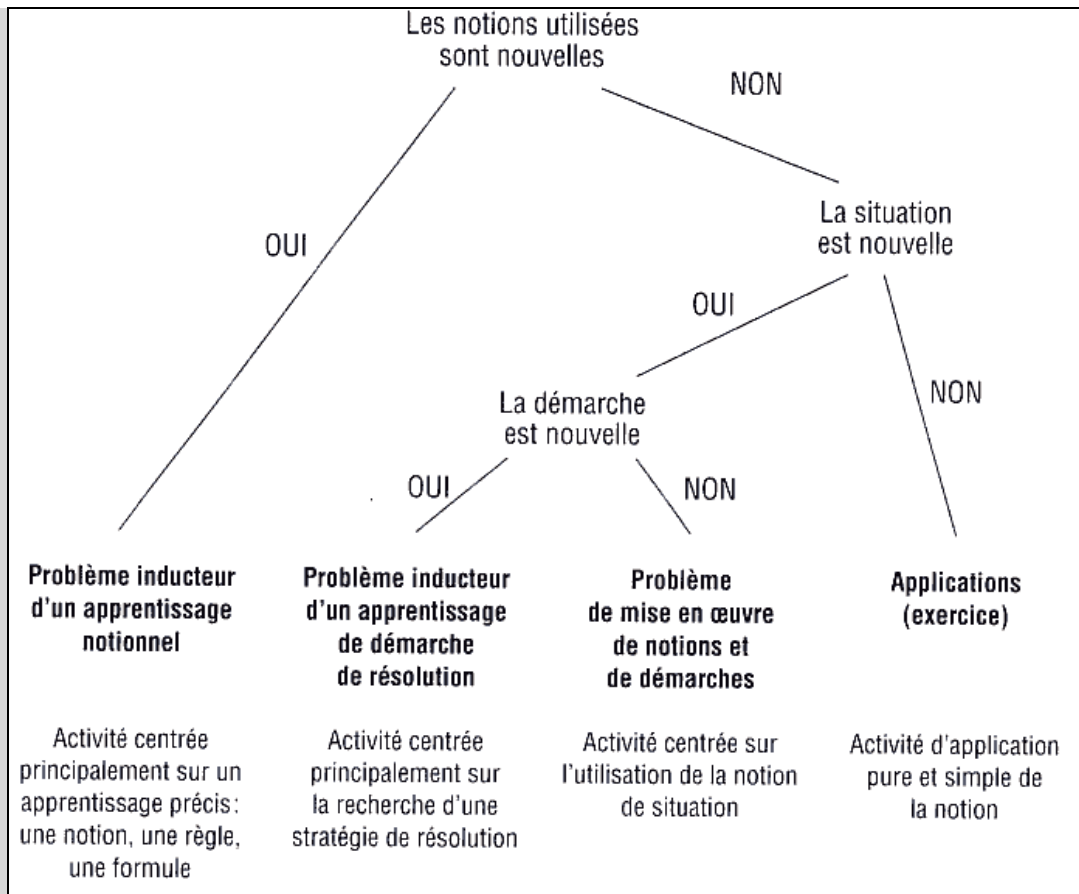 Les notions utilisées
sont nouvelles
NON
OUI
La situation
est nouvelle
OUI
NON
La démarche
est nouvelle
OUI
NON
Problème inducteur
d'un apprentissage
notionnel
Problème inducteur
d'un apprentissage
de démarche
de résolution
Problème
de mise en œuvre
de notions et
de démarches
Applications
(exercice)
Activité centrée
principalement sur un
apprentissage précis:
une notion, une règle,
une formule
Activité centrée
principalement sur
la recherche d'une
stratégie de résolution
Activité centrée sur
l'utilisation de la notion
de situation
Activité d'application
pure et simple de
la notion